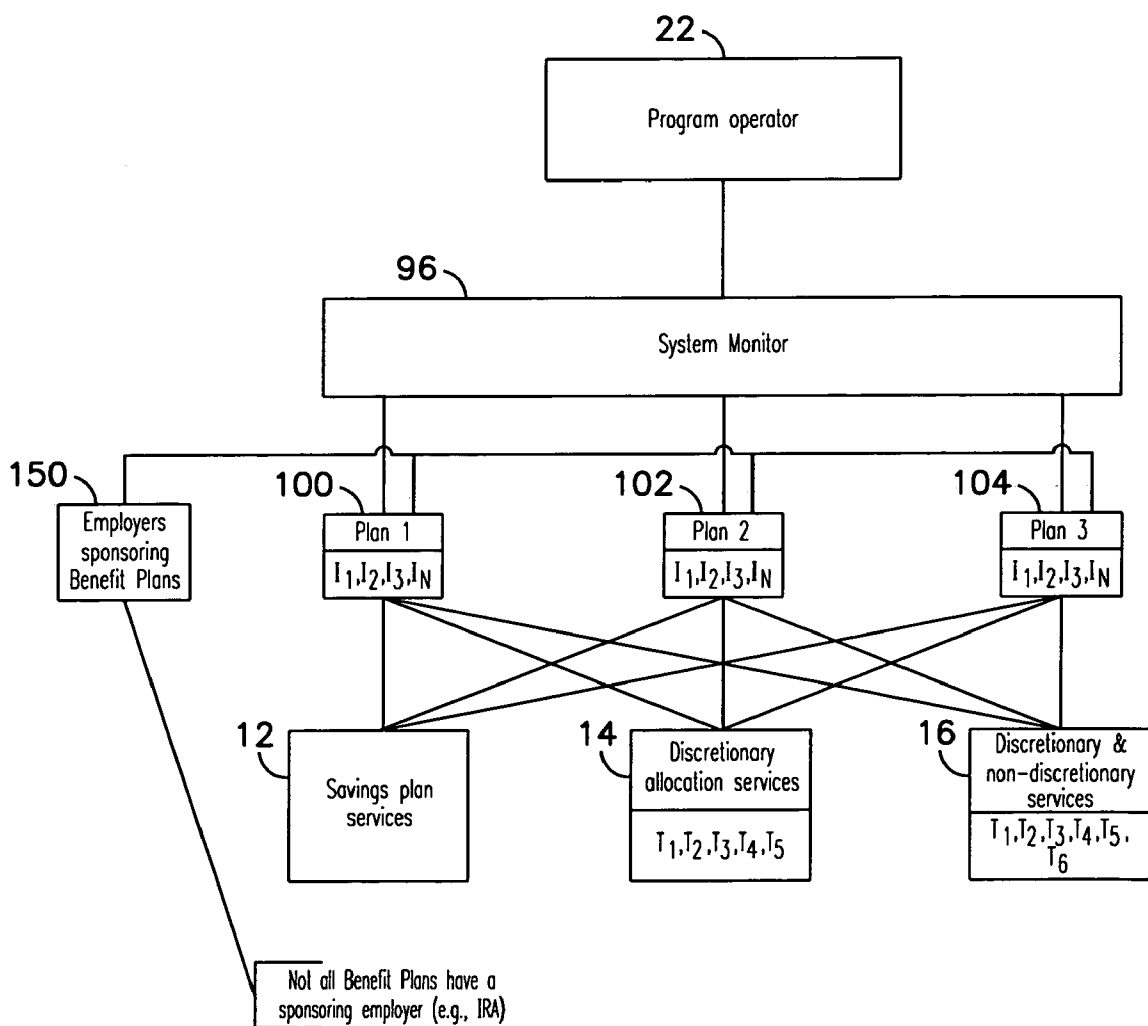 22
Program operator
96
System Monitor
150
Employers
sponsoring
Benefit Plans
100
Plan 1
I1,I2,I3,IN
102
Plan 2
I1,I2,I3,IN
104
Plan 3
I1,I2,I3,IN
12
Savings plan
services
14
Discretionary
allocation services
T1,T2,T3,T4,T5
16
Discretionary &
non-discretionary
services
T1,T2,T3,T4,T5,
T6
Not all Benefit Plans have a
sponsoring employer (e.g., IRA)